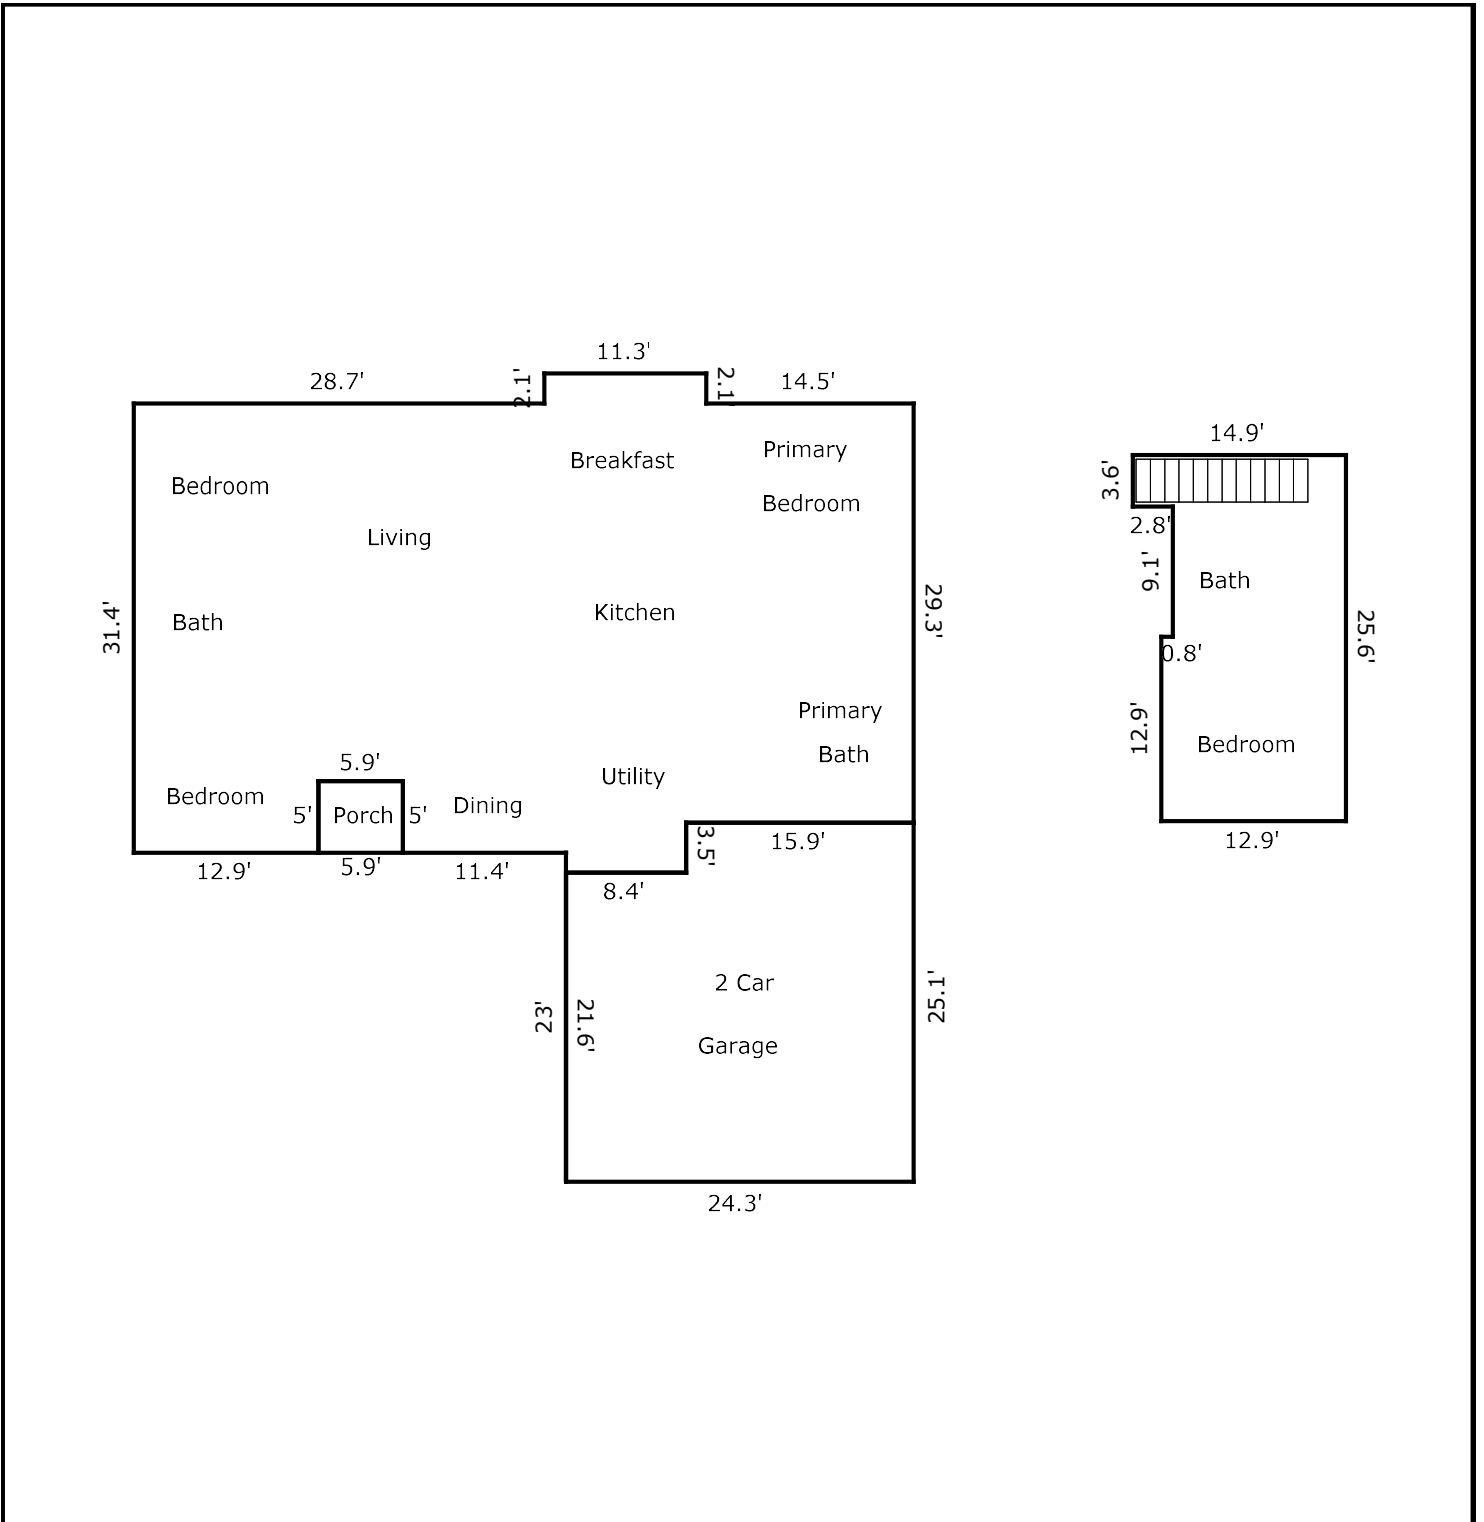 11.3'
28.7'
2.1'
2.1'
14.5'
14.9'
Breakfast
Primary
3.6'
Bedroom
Bedroom
2.8'
Living
9.1'
Bath
31.4'
Bath
Kitchen
29.3'
25.6'
0.8'
Primary
12.9'
Bedroom
5.9'
Utility
Bath
Bedroom
5'
Porch
5'
Dining
3.5'
15.9'
12.9'
12.9'
5.9'
11.4'
8.4'
2 Car
23'
21.6'
25.1'
Garage
24.3'